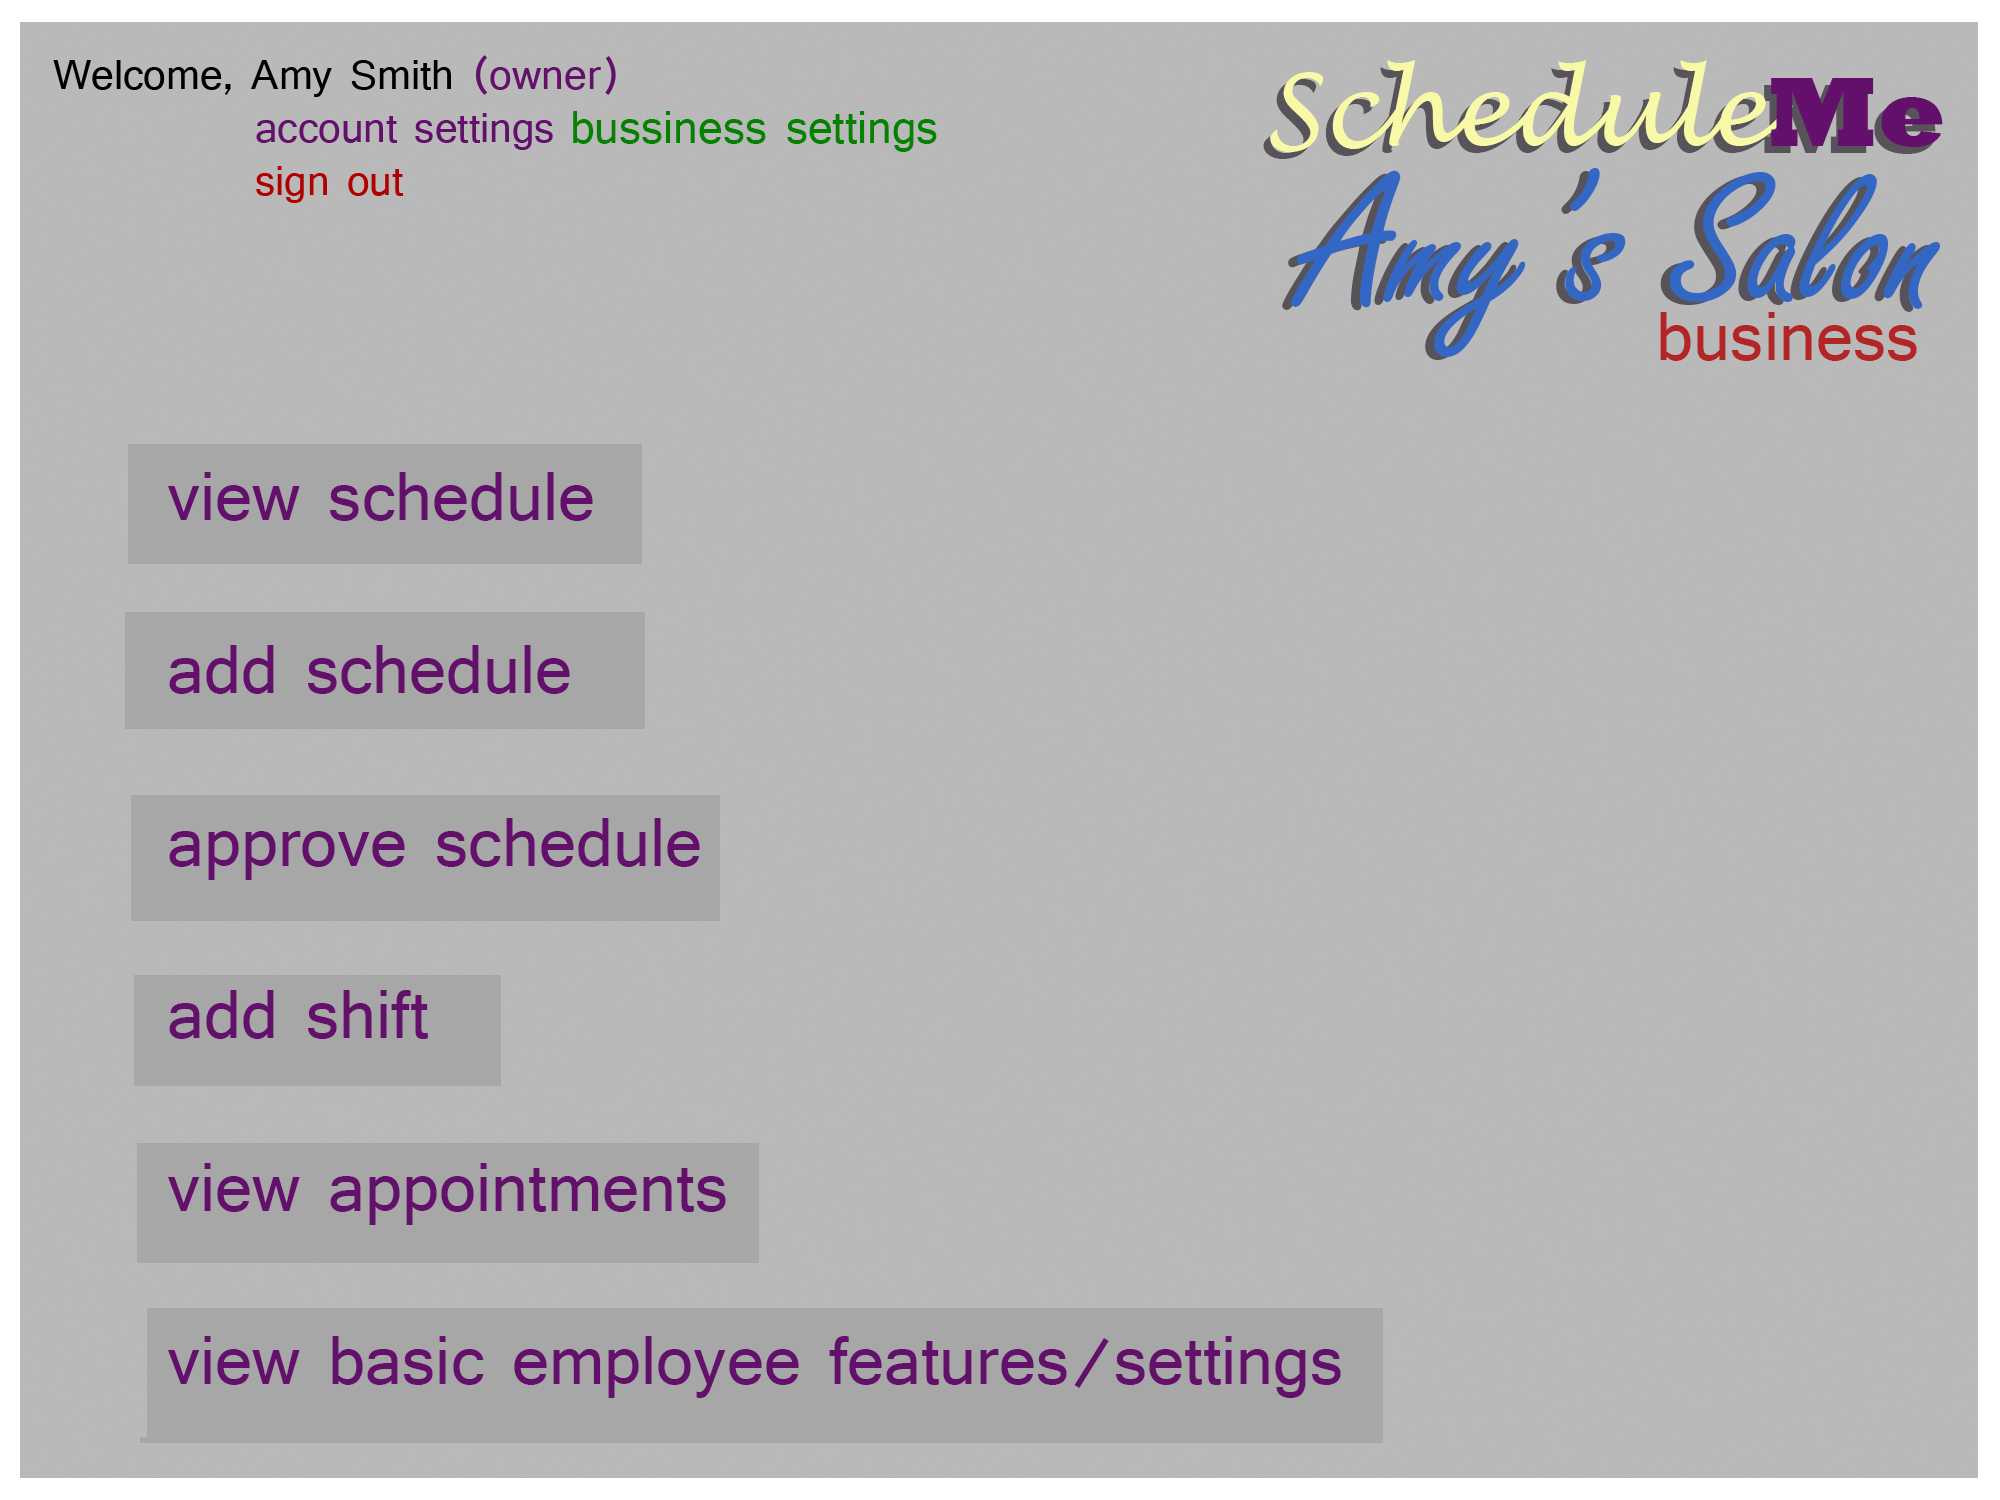 Welcome, Amy Smith (owner)
account settings bussiness settings
sign out
ScheduleMe
Amy's Salon
business
view schedule
add schedule
approve schedule
add shift
view appointments
view basic employee features/settings